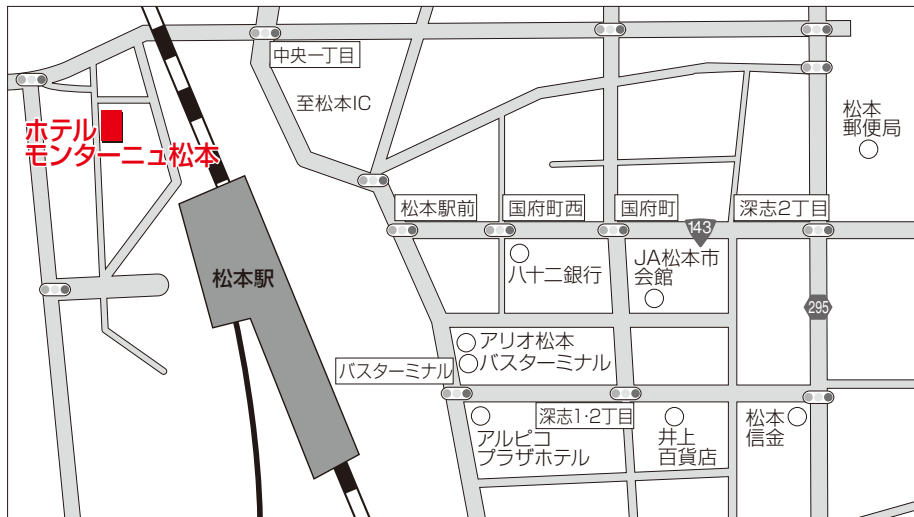 中央一丁目
至松本IC
松本
郵便局
ホテル
モンターニュ松本
松本駅前
国府町西
国府町
深志2丁目
143
松本駅
八十二銀行
JA松本市
会館
295
アリオ松本
バスターミナル
バスターミナル
深志1・2丁目
アルピコ
プラザホテル
井上
百貨店
松本
信金